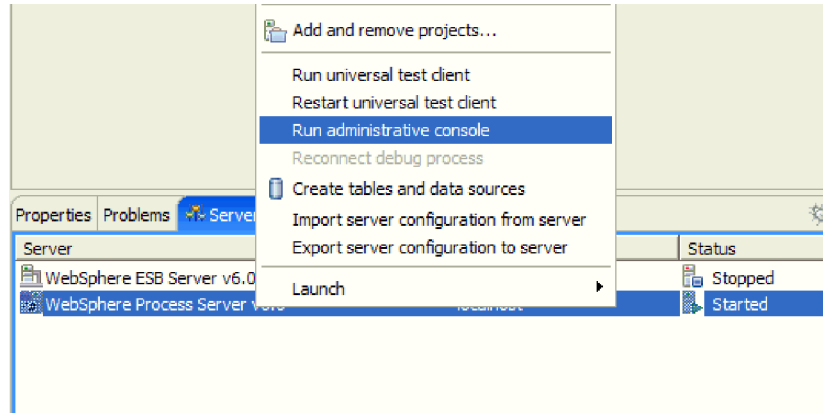 Add and remove projects...
Run universal test client
Restart universal test client
Run administrative console
Reconnect debug process
Create tables and data sources
Import server configuration from server
Export server configuration to server
Launch
Properties Problems Server
Server Status
WebSphere ESB Server v6.0 Stopped
WebSphere Process Server Started